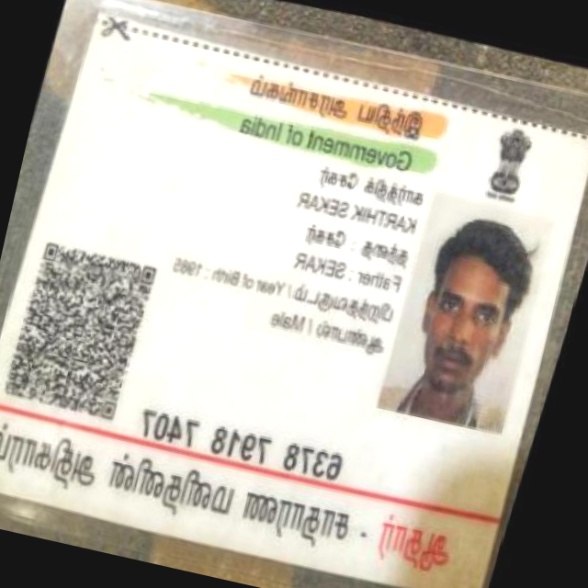 இந்திய அரசாங்கம்
Government of India
கார்த்திக் சேகர்
KARTHIK SEKAR
தந்தை : சேகர்
Father : SEKAR
பிறந்தவருடம் / Year of Birth : 1985
ஆண்பால் / Male
6378 7918 7407
ஆதார் - சாதாரண மனிதனின் அதிகாரம்